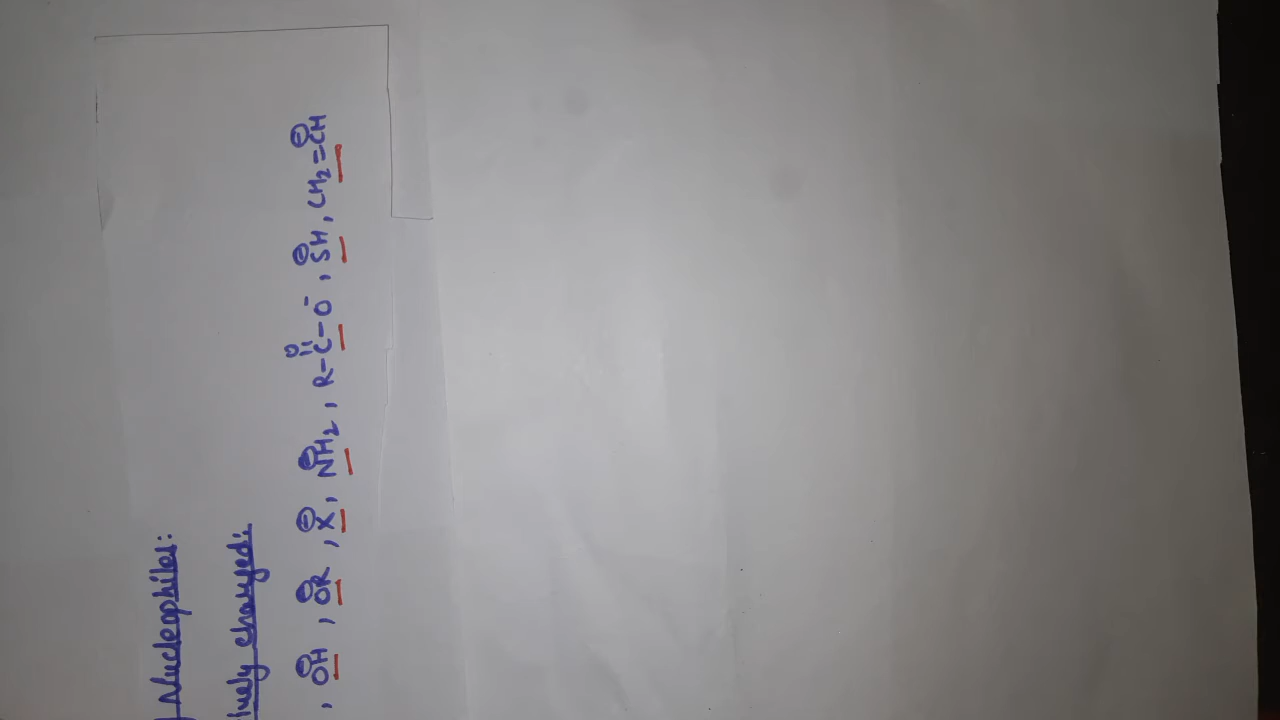 Nucleophiles:
ively charged:
, OH⊖ , OR⊖ , X⊖ , NH2⊖ , R-C(=O)-O⁻ , SH⊖ , CH2=CH⊖